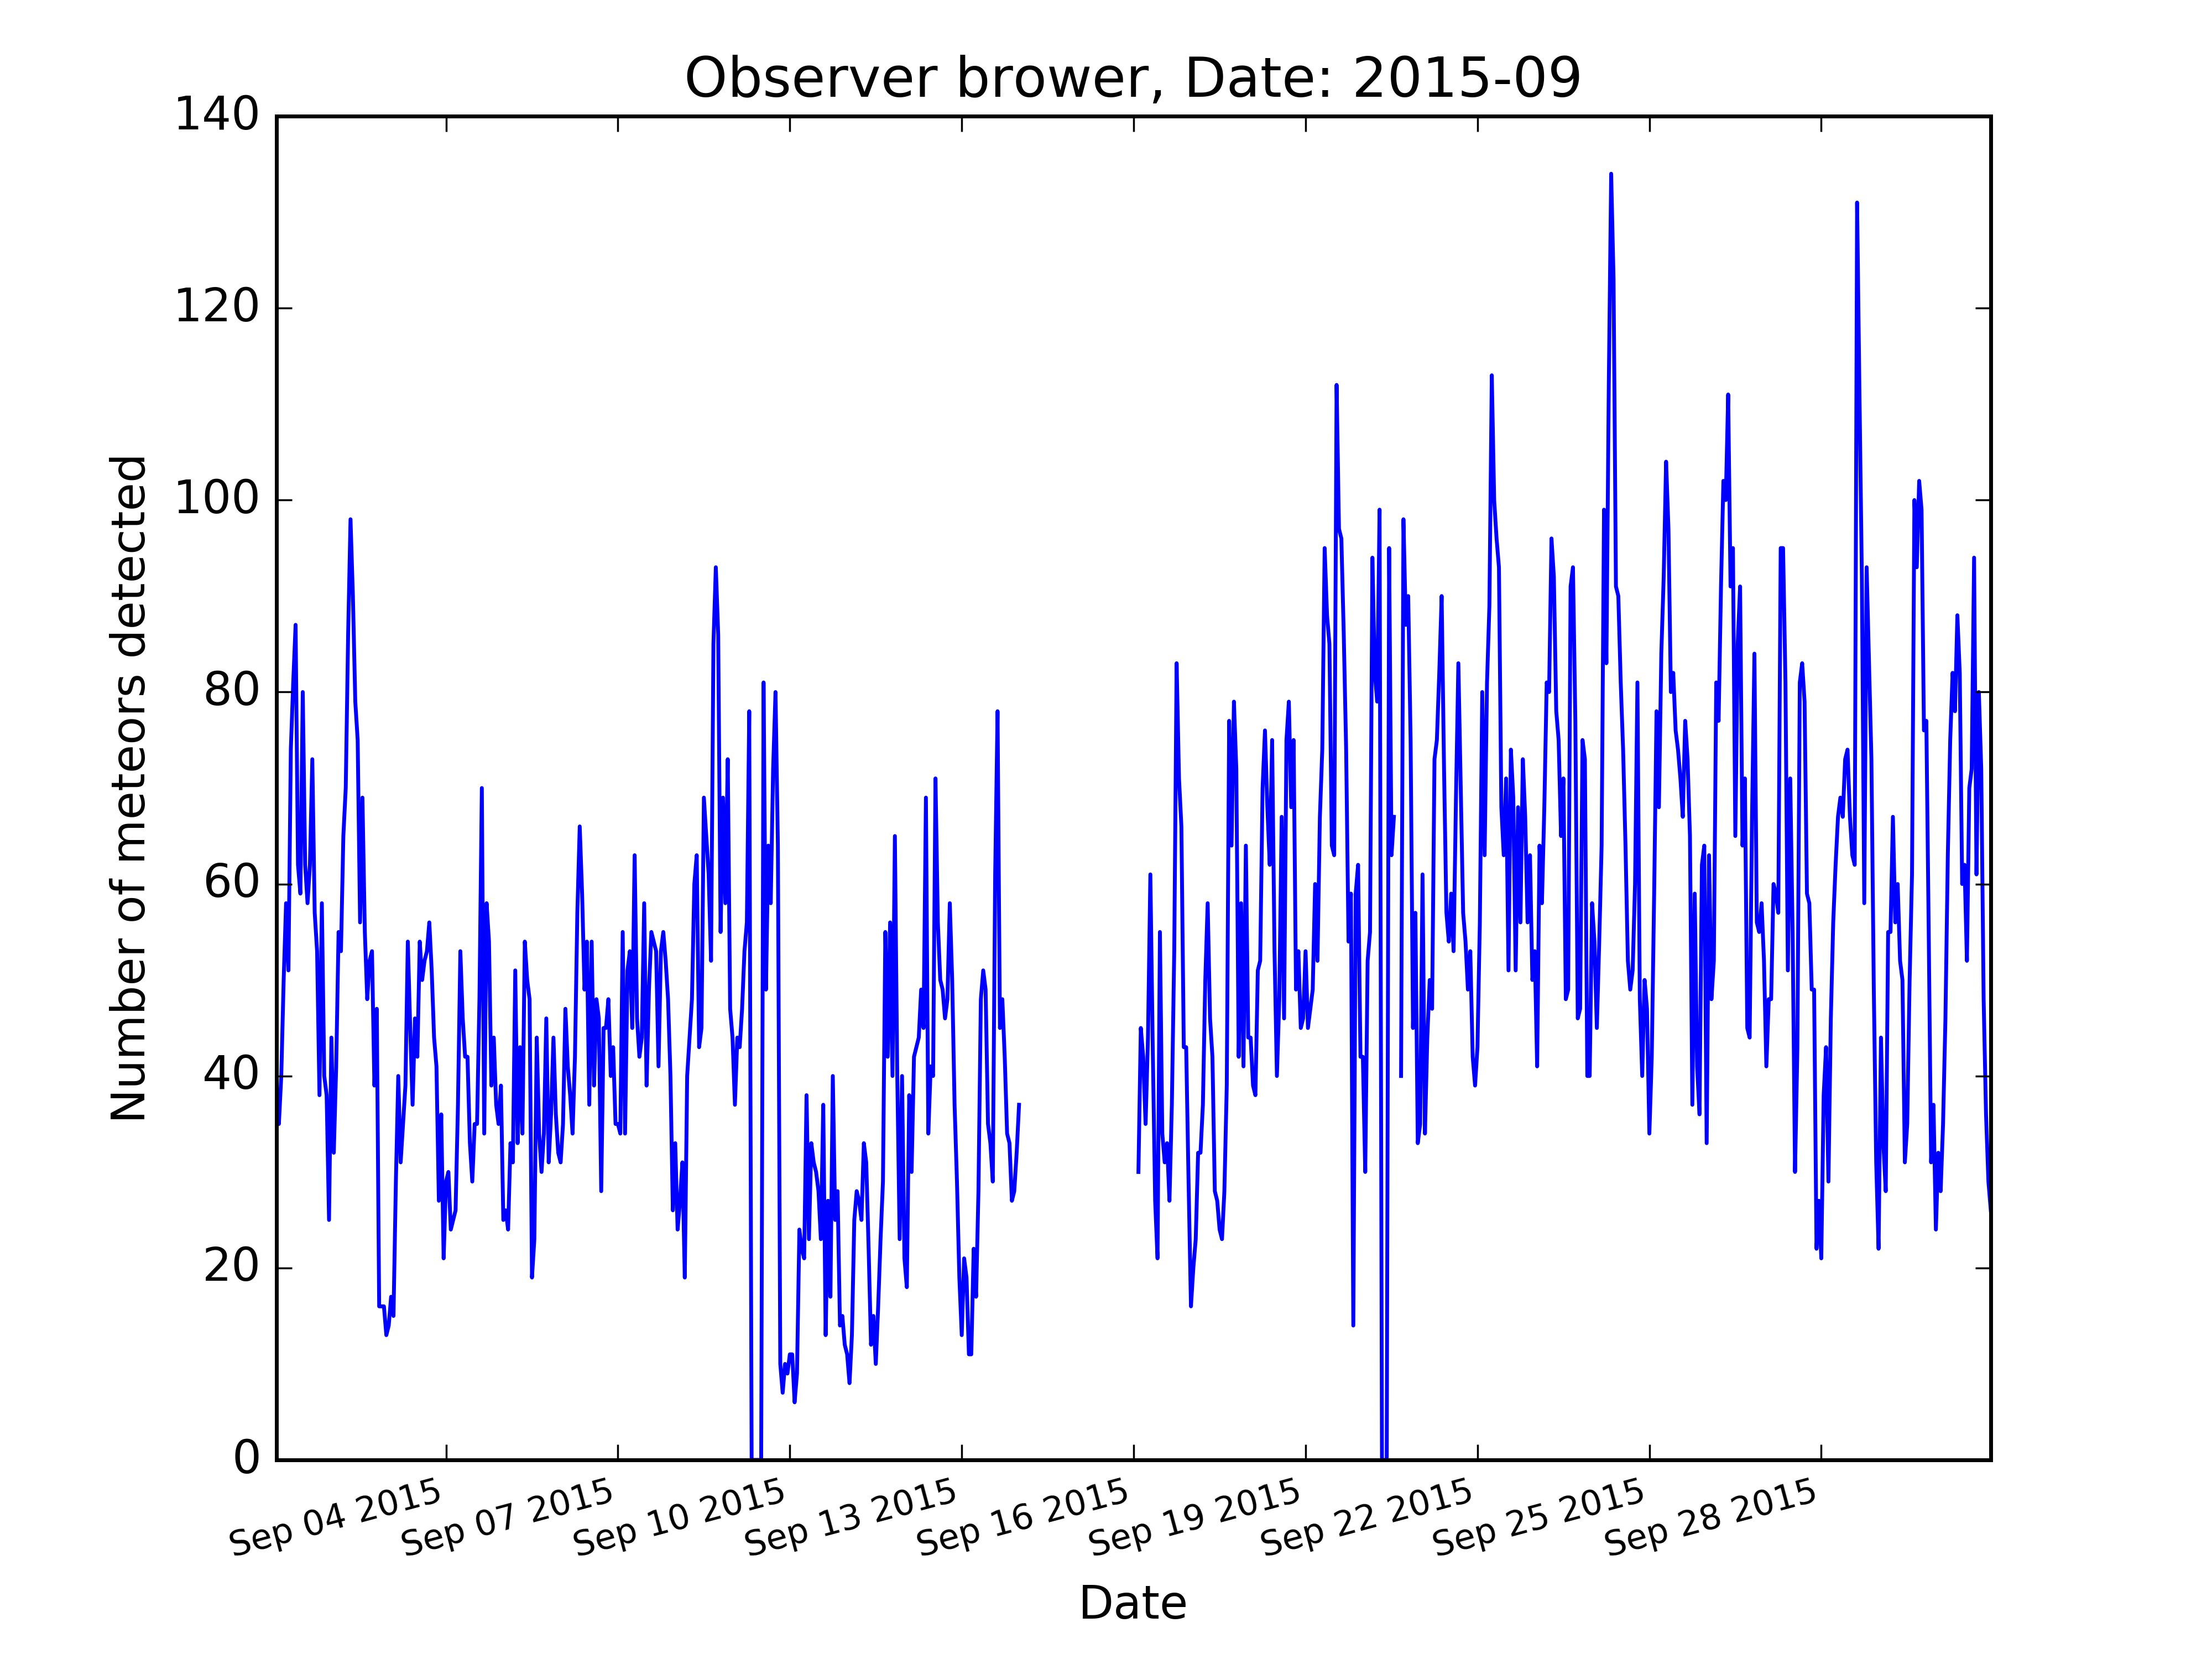 Observer brower, Date: 2015-09
140
120
100
80
60
40
20
0
Number of meteors detected
Sep 04 2015
Sep 07 2015
Sep 10 2015
Sep 13 2015
Sep 16 2015
Sep 19 2015
Sep 22 2015
Sep 25 2015
Sep 28 2015
Date